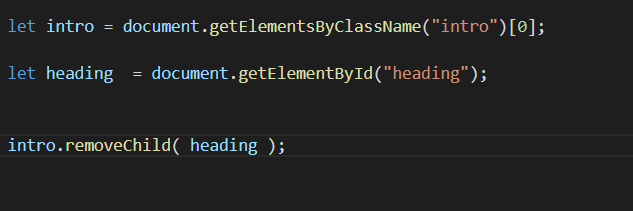 let intro = document.getElementsByClassName("intro")[0];
let heading  = document.getElementById("heading");
intro.removeChild( heading );